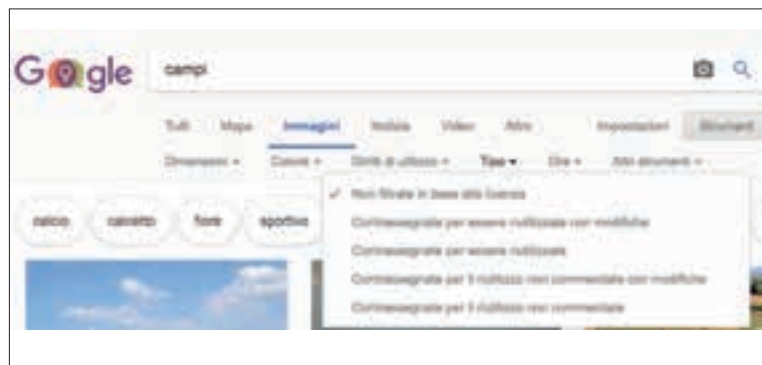 Google
campi
Tutti Maps Immagini Notizie Video Altro Impostazioni Strumenti
Dimensioni Colore Diritti di utilizzo Tipo Ora Altri strumenti
Non filtrate in base alla licenza
calcio fiore sportivo
Contrassegnate per essere riutilizzate con modifiche
Contrassegnate per essere riutilizzate
Contrassegnate per il riutilizzo non commerciale con modifiche
Contrassegnate per il riutilizzo non commerciale